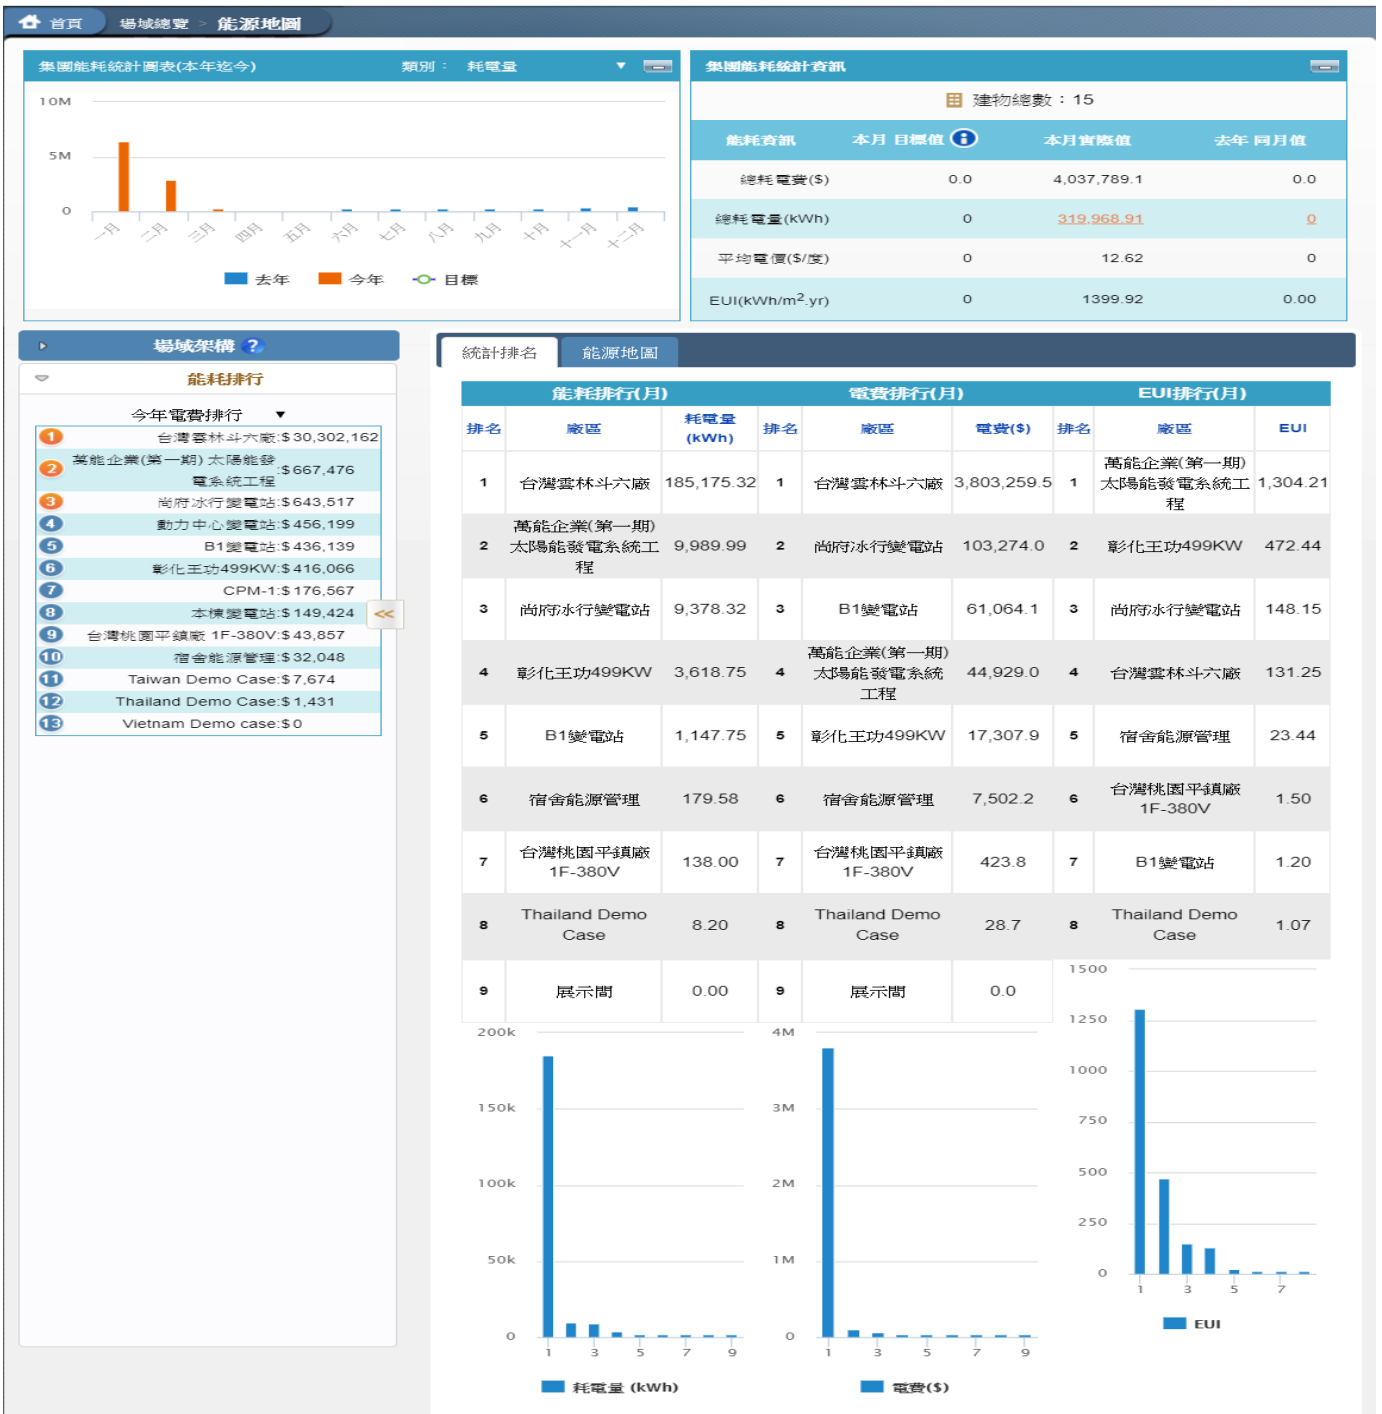 首頁 場域總覽 > 能源地圖
集團能耗統計圖表(本年迄今) 類別： 耗電量 ▼
10M
5M
0
一月 二月 三月 四月 五月 六月 七月 八月 九月 十月 十一月 十二月
去年 今年 目標
集團能耗統計資訊
建物總數：15
能耗資訊 本月 目標值 本月實際值 去年 同月值
總耗電費($) 0.0 4,037,789.1 0.0
總耗電量(kWh) 0 319,968.91 0
平均電價($/度) 0 12.62 0
EUI(kWh/m².yr) 0 1399.92 0.00
場域架構 ?
能耗排行
今年電費排行 ▼
1 台灣雲林斗六廠:$30,302,162
2 萬能企業(第一期) 太陽能發
電系統工程:$667,476
3 尚府冰行變電站:$643,517
4 動力中心變電站:$456,199
5 B1變電站:$436,139
6 彰化王功499KW:$416,066
7 CPM-1:$176,567
8 本棟變電站:$149,424
9 台灣桃園平鎮廠 1F-380V:$43,857
10 宿舍能源管理:$32,048
11 Taiwan Demo Case:$7,674
12 Thailand Demo Case:$1,431
13 Vietnam Demo case:$0
<<
統計排名 能源地圖
能耗排行(月) 電費排行(月) EUI排行(月)
排名 廠區 耗電量
(kWh) 排名 廠區 電費($) 排名 廠區 EUI
1 台灣雲林斗六廠 185,175.32 1 台灣雲林斗六廠 3,803,259.5 1 萬能企業(第一期)
太陽能發電系統工
程 1,304.21
2 萬能企業(第一期)
太陽能發電系統工
程 9,989.99 2 尚府冰行變電站 103,274.0 2 彰化王功499KW 472.44
3 尚府冰行變電站 9,378.32 3 B1變電站 61,064.1 3 尚府冰行變電站 148.15
4 彰化王功499KW 3,618.75 4 萬能企業(第一期)
太陽能發電系統
工程 44,929.0 4 台灣雲林斗六廠 131.25
5 B1變電站 1,147.75 5 彰化王功499KW 17,307.9 5 宿舍能源管理 23.44
6 宿舍能源管理 179.58 6 宿舍能源管理 7,502.2 6 台灣桃園平鎮廠
1F-380V 1.50
7 台灣桃園平鎮廠
1F-380V 138.00 7 台灣桃園平鎮廠
1F-380V 423.8 7 B1變電站 1.20
8 Thailand Demo
Case 8.20 8 Thailand Demo
Case 28.7 8 Thailand Demo
Case 1.07
9 展示間 0.00 9 展示間 0.0
200k
150k
100k
50k
0
1 3 5 7 9
耗電量 (kWh)
4M
3M
2M
1M
0
1 3 5 7 9
電費($)
1500
1250
1000
750
500
250
0
1 3 5 7
EUI